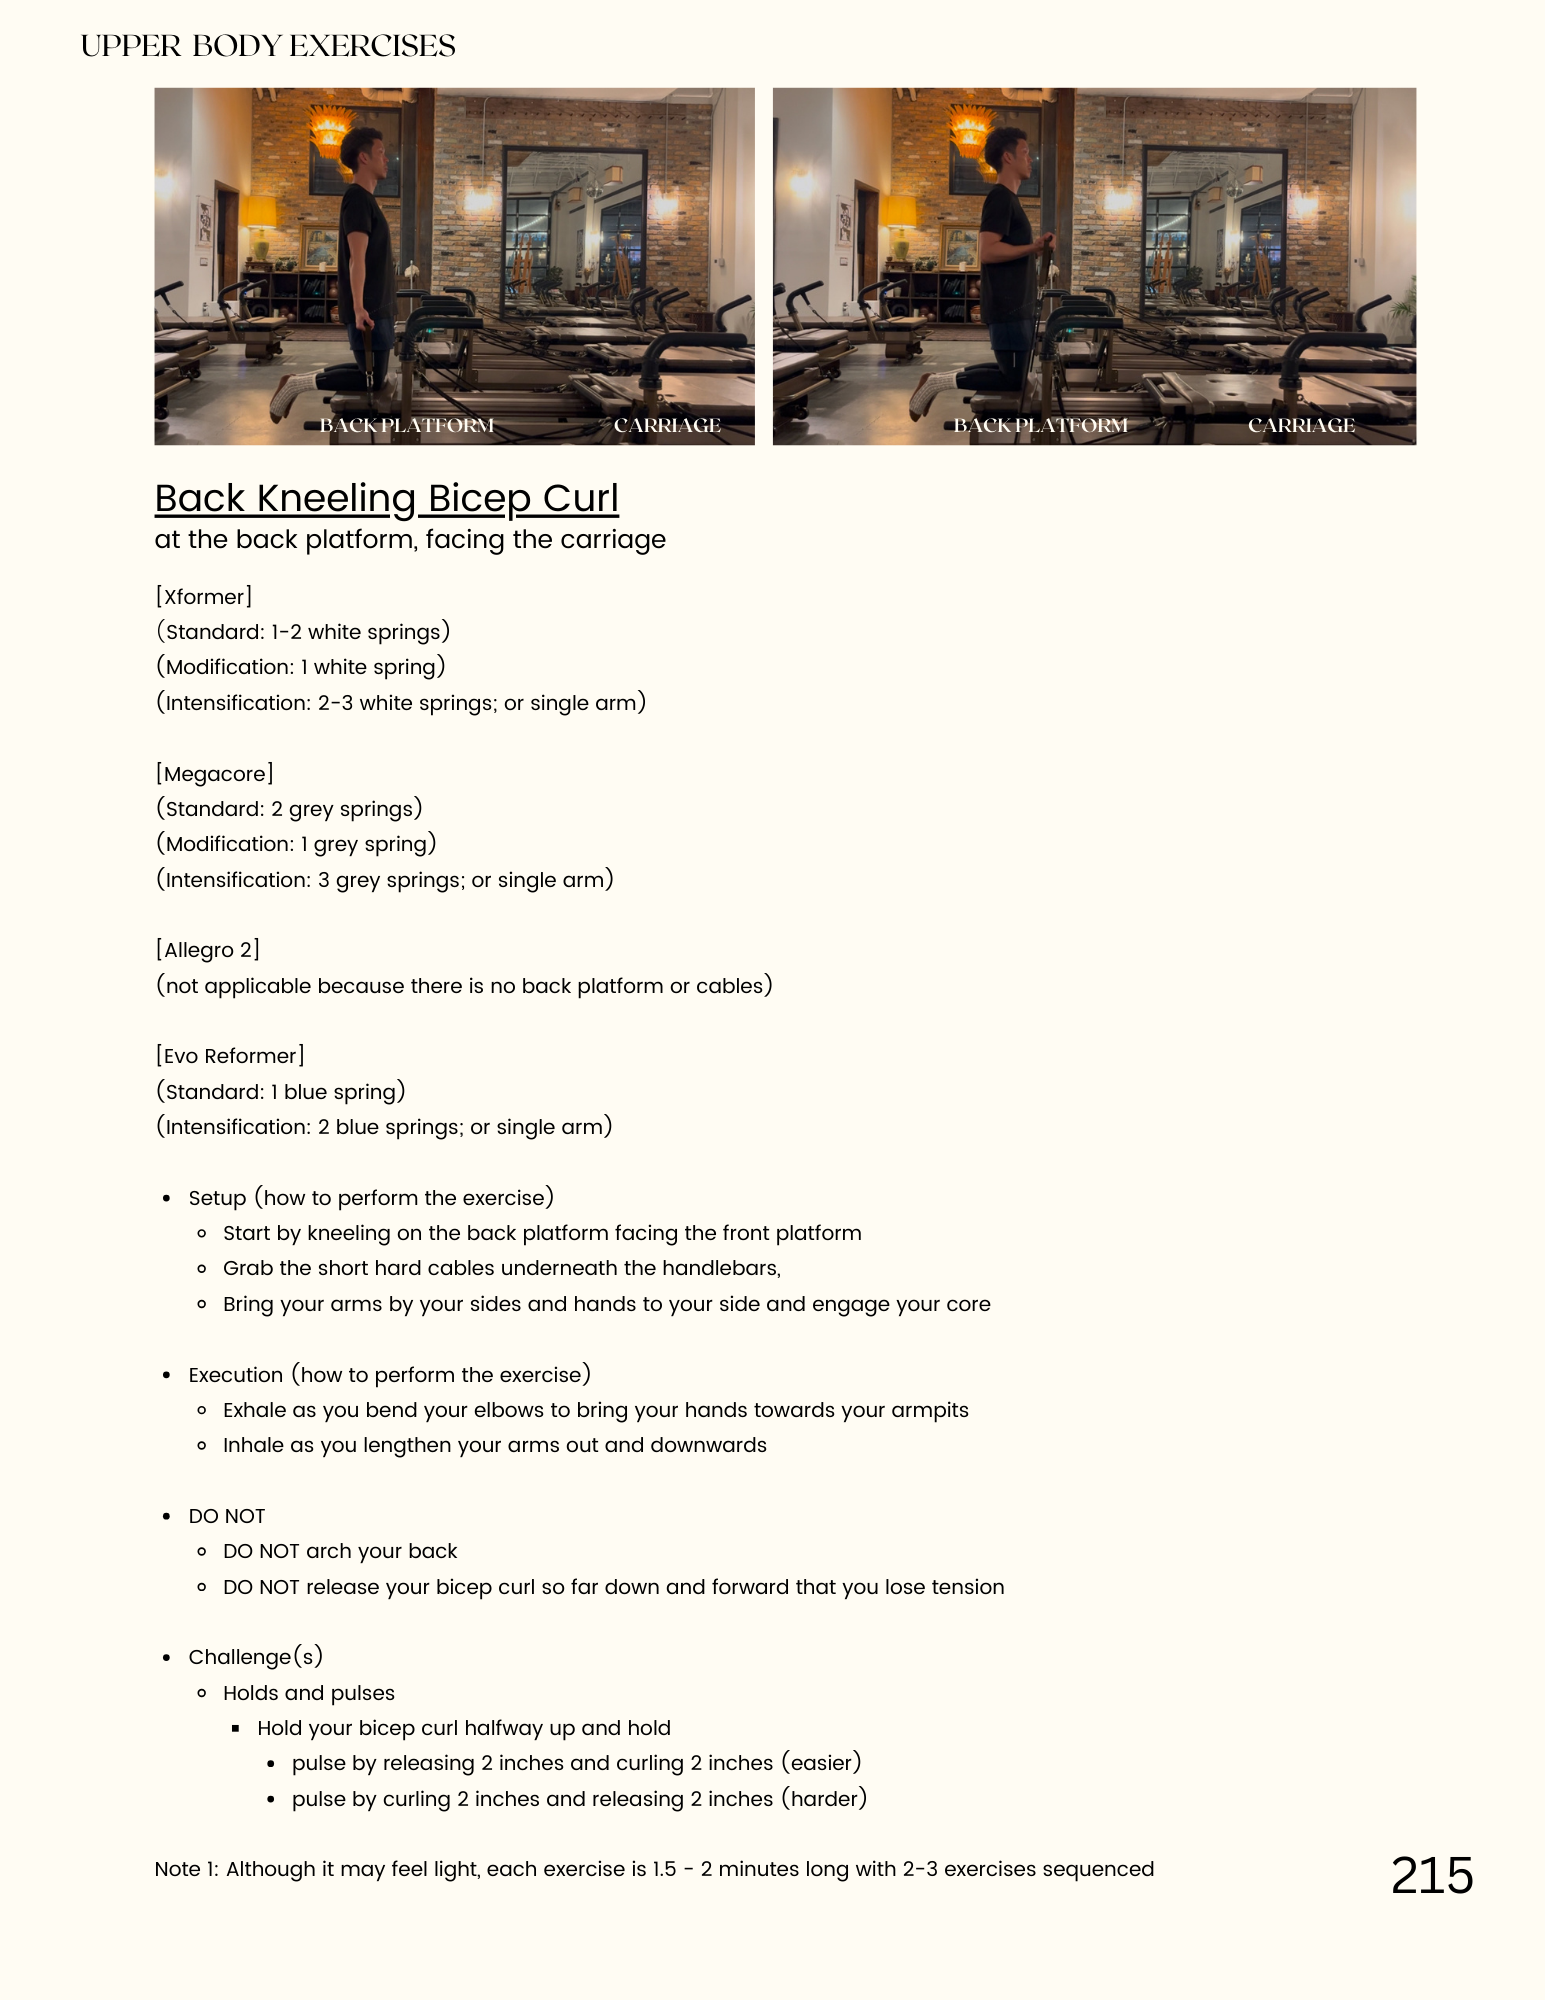 UPPER BODY EXERCISES
BACK PLATFORM
CARRIAGE
BACK PLATFORM
CARRIAGE
Back Kneeling Bicep Curl
at the back platform, facing the carriage
[Xformer]
(Standard: 1-2 white springs)
(Modification: 1 white spring)
(Intensification: 2-3 white springs; or single arm)
[Megacore]
(Standard: 2 grey springs)
(Modification: 1 grey spring)
(Intensification: 3 grey springs; or single arm)
[Allegro 2]
(not applicable because there is no back platform or cables)
[Evo Reformer]
(Standard: 1 blue spring)
(Intensification: 2 blue springs; or single arm)
• Setup (how to perform the exercise)
◦ Start by kneeling on the back platform facing the front platform
◦ Grab the short hard cables underneath the handlebars,
◦ Bring your arms by your sides and hands to your side and engage your core
• Execution (how to perform the exercise)
◦ Exhale as you bend your elbows to bring your hands towards your armpits
◦ Inhale as you lengthen your arms out and downwards
• DO NOT
◦ DO NOT arch your back
◦ DO NOT release your bicep curl so far down and forward that you lose tension
• Challenge(s)
◦ Holds and pulses
▪ Hold your bicep curl halfway up and hold
• pulse by releasing 2 inches and curling 2 inches (easier)
• pulse by curling 2 inches and releasing 2 inches (harder)
Note 1: Although it may feel light, each exercise is 1.5 - 2 minutes long with 2-3 exercises sequenced
215